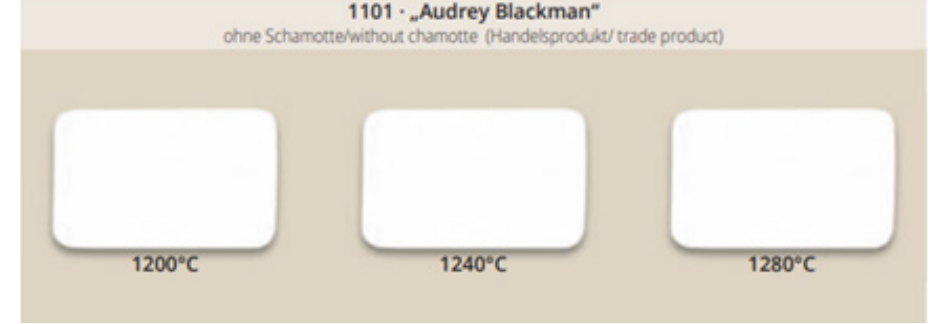 1101 · „Audrey Blackman“
ohne Schamotte/without chamotte (Handelsprodukt/ trade product)
1200°C
1240°C
1280°C